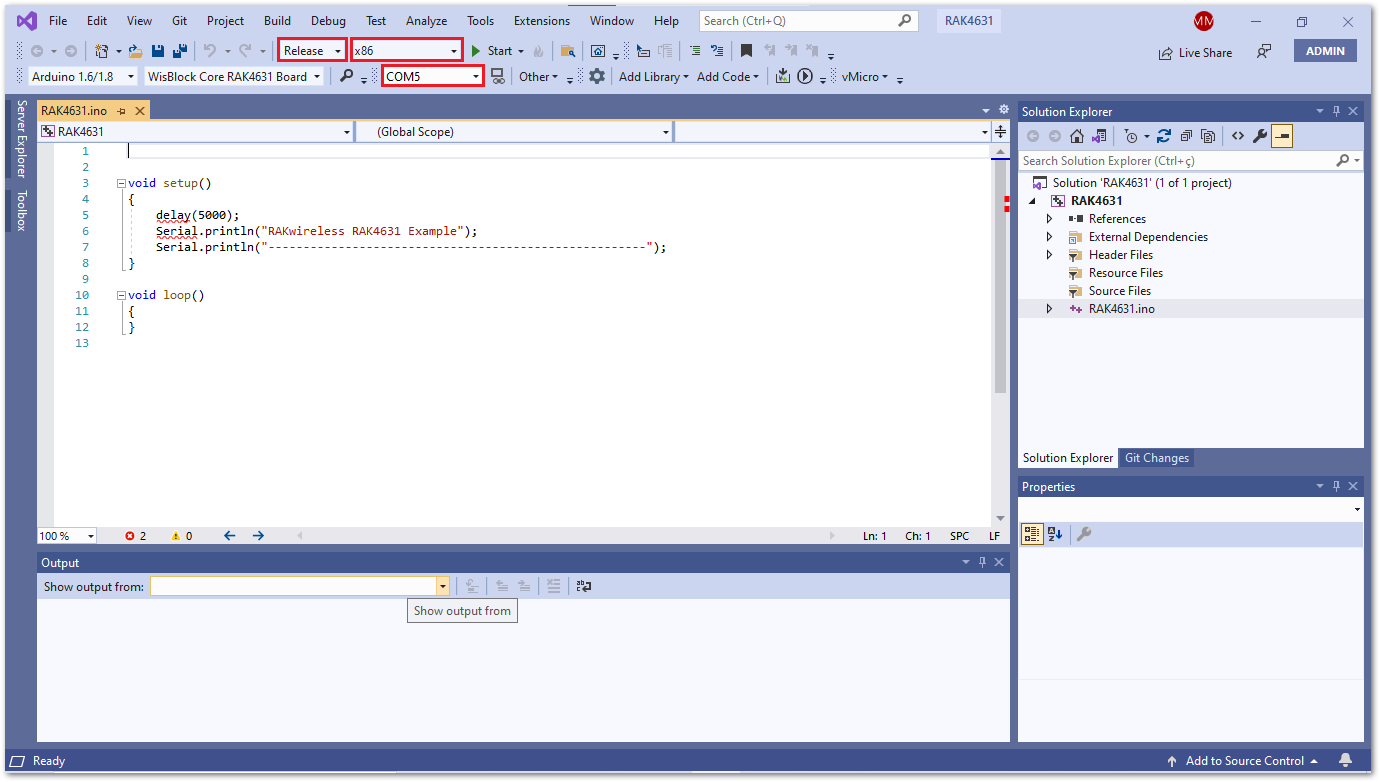 File Edit View Git Project Build Debug Test Analyze Tools Extensions Window Help Search (Ctrl+Q) RAK4631 MM
Release x86 Start Live Share ADMIN
Arduino 1.6/1.8 WisBlock Core RAK4631 Board COM5 Other Add Library Add Code vMicro
Server Explorer
Toolbox
RAK4631.ino
RAK4631 (Global Scope)
1
2
3 void setup()
4 {
5 delay(5000);
6 Serial.println("RAKwireless RAK4631 Example");
7 Serial.println("------------------------------------------------------");
8 }
9
10 void loop()
11 {
12 }
13
100 % 2 0 Ln: 1 Ch: 1 SPC LF
Output
Show output from:
Show output from
Solution Explorer
Search Solution Explorer (Ctrl+ç)
Solution 'RAK4631' (1 of 1 project)
RAK4631
References
External Dependencies
Header Files
Resource Files
Source Files
RAK4631.ino
Solution Explorer Git Changes
Properties
Ready Add to Source Control